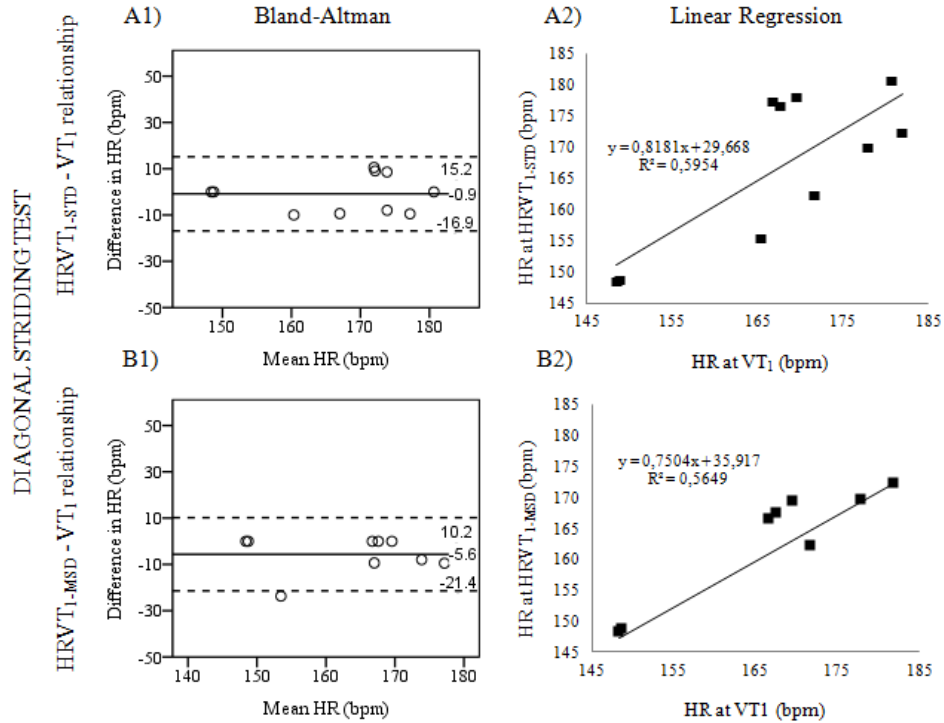 A1)
Bland-Altman
A2)
Linear Regression
DIAGONAL STRIDING TEST
HRVT1-STD - VT1 relationship
Difference in HR (bpm)
50
30
10
-10
-30
-50
15.2
-0.9
-16.9
150
160
170
180
Mean HR (bpm)
HR at HRVT1-STD (bpm)
185
180
175
170
165
160
155
150
145
y = 0,8181x + 29,668
R² = 0,5954
145
155
165
175
185
HR at VT1 (bpm)
B1)
B2)
HRVT1-MSD - VT1 relationship
Difference in HR (bpm)
50
30
10
-10
-30
-50
10.2
-5.6
-21.4
140
150
160
170
180
Mean HR (bpm)
HR at HRVT1-MSD (bpm)
185
180
175
170
165
160
155
150
145
y = 0,7504x + 35,917
R² = 0,5649
145
155
165
175
185
HR at VT1 (bpm)